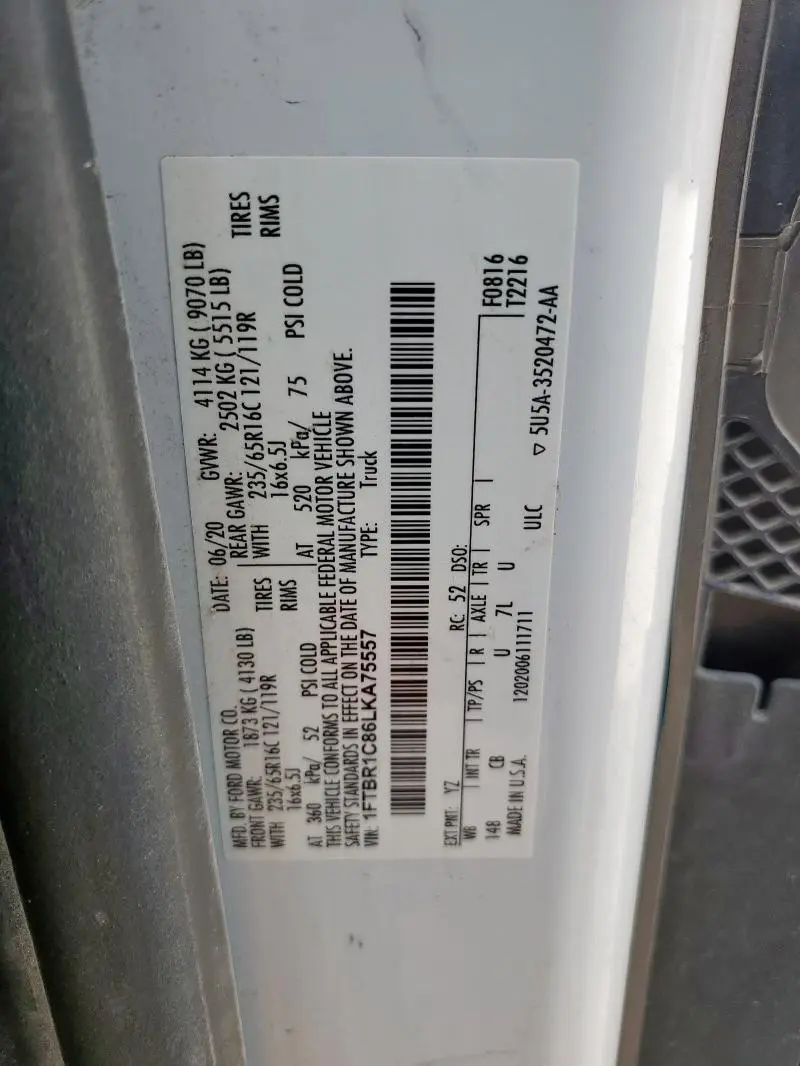 MFD. BY FORD MOTOR CO.
DATE: 06/20 GVWR: 4114 KG ( 9070 LB)
FRONT GAWR: 1873 KG ( 4130 LB) REAR GAWR: 2502 KG ( 5515 LB)
WITH 235/65R16C 121/119R TIRES WITH 235/65R16C 121/119R TIRES
16x6.5J RIMS 16x6.5J RIMS
AT 360 kPa/ 52 PSI COLD AT 520 kPa/ 75 PSI COLD
THIS VEHICLE CONFORMS TO ALL APPLICABLE FEDERAL MOTOR VEHICLE
SAFETY STANDARDS IN EFFECT ON THE DATE OF MANUFACTURE SHOWN ABOVE.
VIN: 1FTBR1C86LKA75557 TYPE: Truck
EXT PNT: YZ RC: 52 DSO:
WB INT TR TP/PS R AXLE TR SPR F0816
148 CB U 7L U T2216
MADE IN U.S.A. 1202006111711 ULC 5U5A-3520472-AA